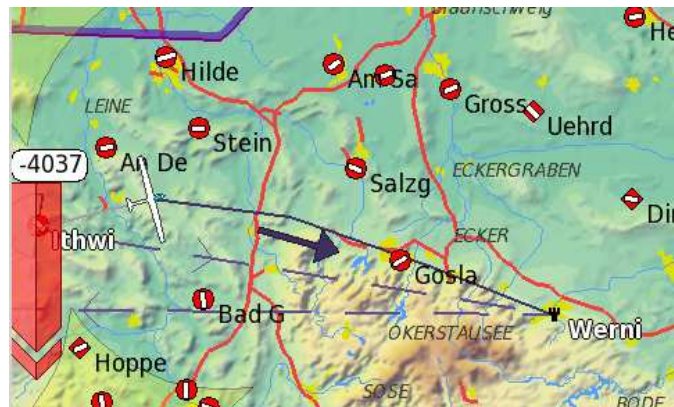 Braunschweig
He
Hilde
Am Sa
Gross
LEINE
Uehrd
Stein
An De
-4037
Salzg
ECKERGRABEN
Din
Ithwi
ECKER
Gosla
Bad G
OKERSTAUSEE
Werni
Hoppe
SOSE
BODE